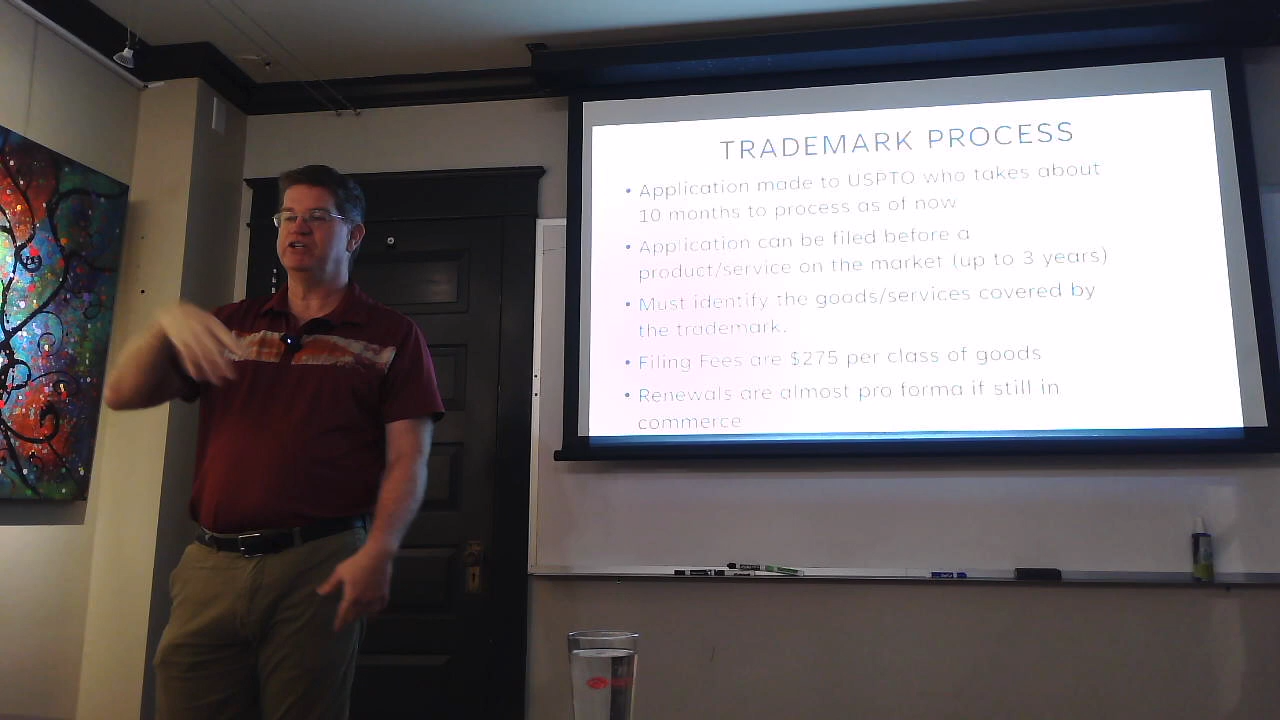 TRADEMARK PROCESS
• Application made to USPTO who takes about
10 months to process as of now
• Application can be filed before a
product/service on the market (up to 3 years)
• Must identify the goods/services covered by
the trademark.
• Filing Fees are $275 per class of goods
• Renewals are almost pro forma if still in
commerce